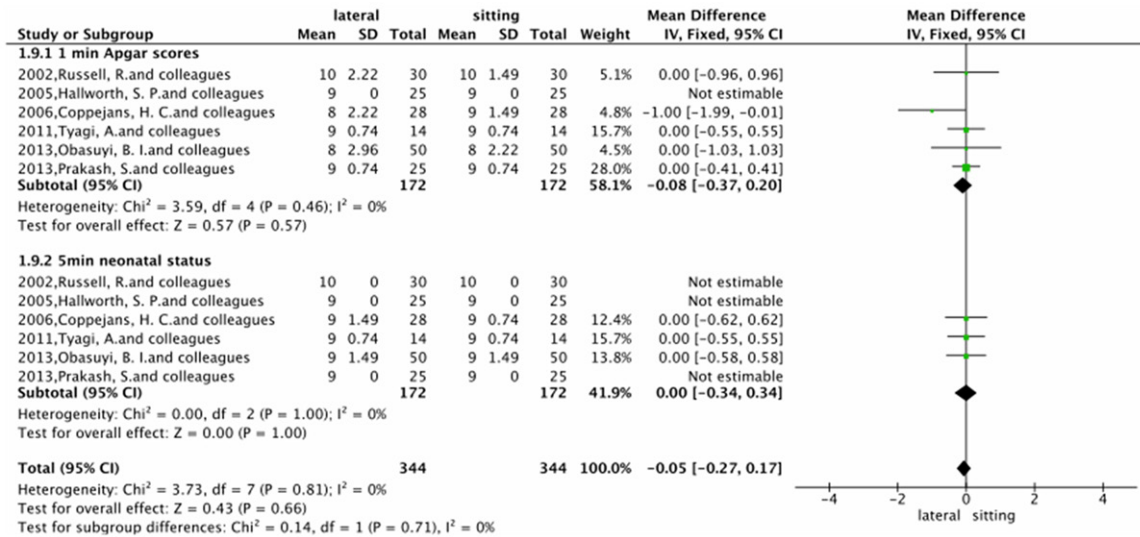 lateral sitting Mean Difference Mean Difference
Study or Subgroup Mean SD Total Mean SD Total Weight IV, Fixed, 95% CI IV, Fixed, 95% CI
1.9.1 1 min Apgar scores
2002,Russell, R.and colleagues 10 2.22 30 10 1.49 30 5.1% 0.00 [-0.96, 0.96]
2005,Hallworth, S. P.and colleagues 9 0 25 9 0 25 Not estimable
2006,Coppejans, H. C.and colleagues 8 2.22 28 9 1.49 28 4.8% -1.00 [-1.99, -0.01]
2011,Tyagi, A.and colleagues 9 0.74 14 9 0.74 14 15.7% 0.00 [-0.55, 0.55]
2013,Obasuyi, B. I.and colleagues 8 2.96 50 8 2.22 50 4.5% 0.00 [-1.03, 1.03]
2013,Prakash, S.and colleagues 9 0.74 25 9 0.74 25 28.0% 0.00 [-0.41, 0.41]
Subtotal (95% CI) 172 172 58.1% -0.08 [-0.37, 0.20]
Heterogeneity: Chi² = 3.59, df = 4 (P = 0.46); I² = 0%
Test for overall effect: Z = 0.57 (P = 0.57)
1.9.2 5min neonatal status
2002,Russell, R.and colleagues 10 0 30 10 0 30 Not estimable
2005,Hallworth, S. P.and colleagues 9 0 25 9 0 25 Not estimable
2006,Coppejans, H. C.and colleagues 9 1.49 28 9 0.74 28 12.4% 0.00 [-0.62, 0.62]
2011,Tyagi, A.and colleagues 9 0.74 14 9 0.74 14 15.7% 0.00 [-0.55, 0.55]
2013,Obasuyi, B. I.and colleagues 9 1.49 50 9 1.49 50 13.8% 0.00 [-0.58, 0.58]
2013,Prakash, S.and colleagues 9 0 25 9 0 25 Not estimable
Subtotal (95% CI) 172 172 41.9% 0.00 [-0.34, 0.34]
Heterogeneity: Chi² = 0.00, df = 2 (P = 1.00); I² = 0%
Test for overall effect: Z = 0.00 (P = 1.00)
Total (95% CI) 344 344 100.0% -0.05 [-0.27, 0.17]
Heterogeneity: Chi² = 3.73, df = 7 (P = 0.81); I² = 0%
Test for overall effect: Z = 0.43 (P = 0.66)
Test for subgroup differences: Chi² = 0.14, df = 1 (P = 0.71), I² = 0%
-4 -2 0 2 4
lateral sitting